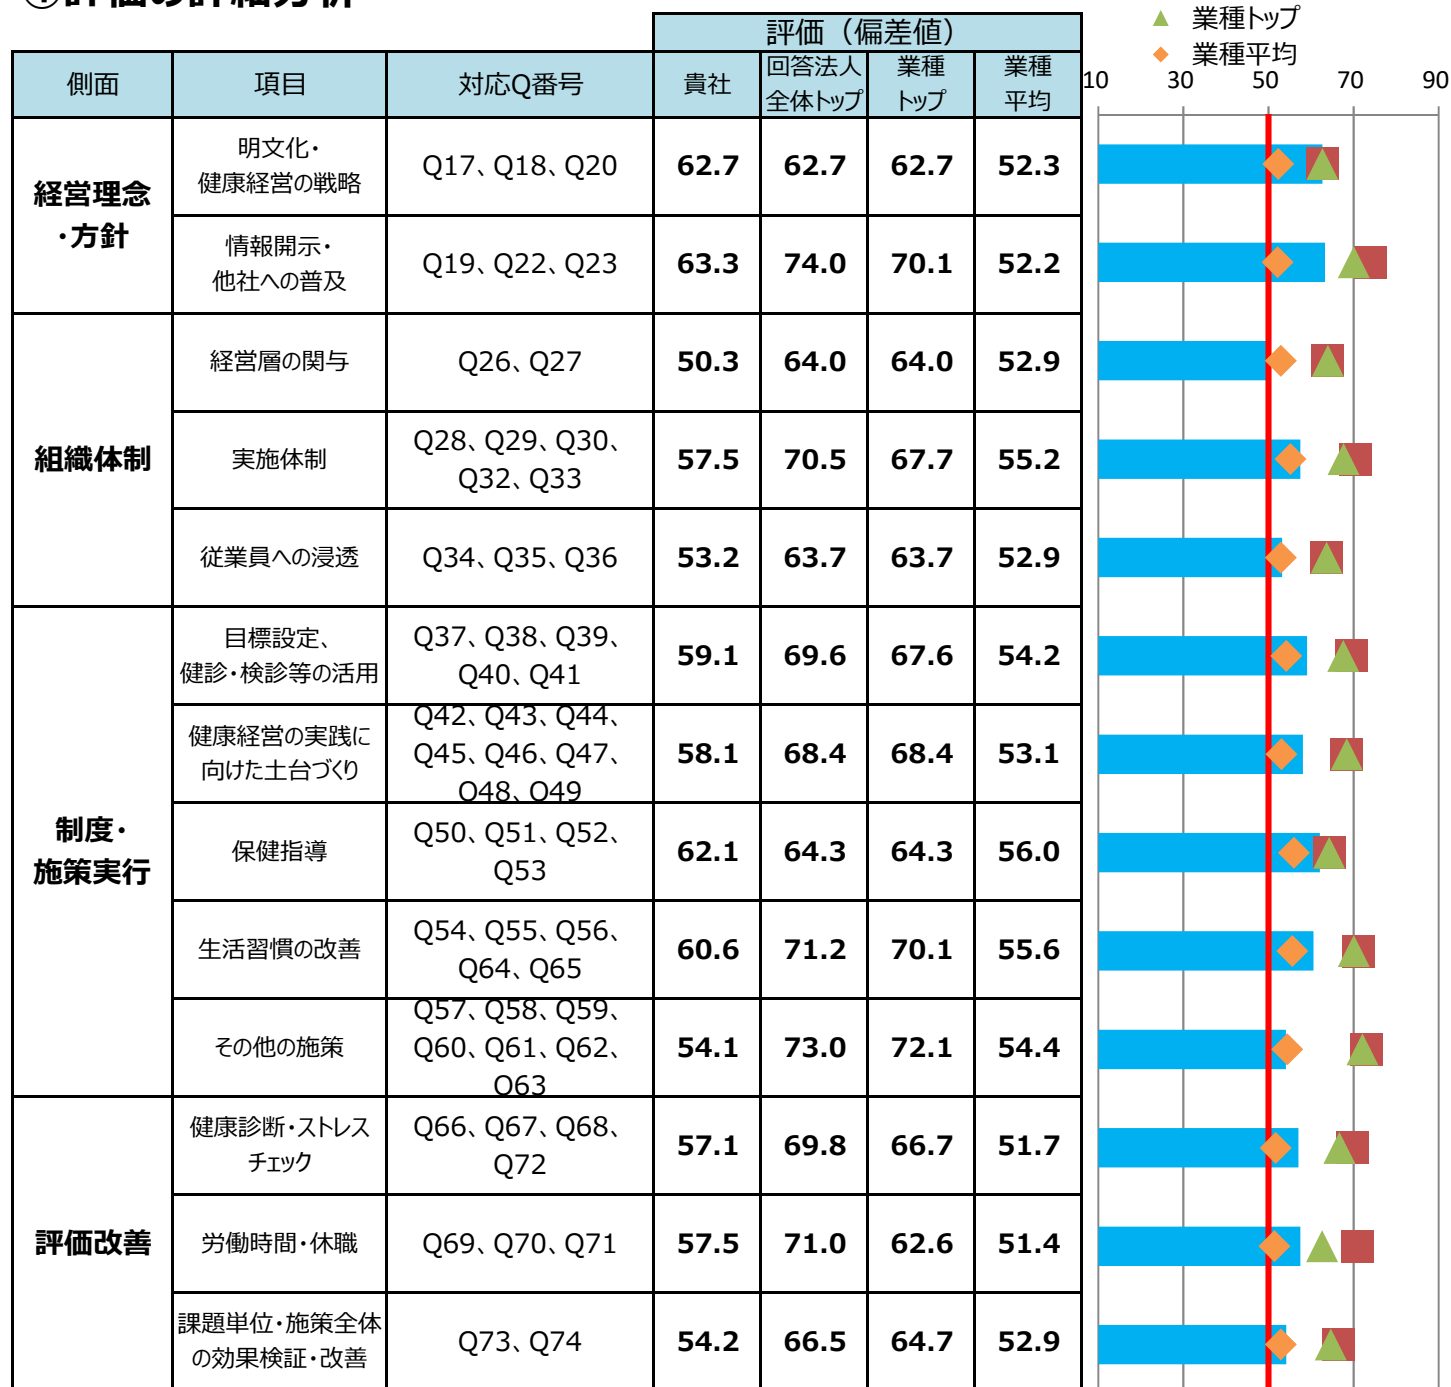 ①評価の詳細分析
▲ 業種トップ
◆ 業種平均
10 30 50 70 90
評価（偏差値）
側面 項目 対応Q番号 貴社 回答法人 全体トップ 業種 トップ 業種 平均
経営理念
・方針
明文化・
健康経営の戦略
Q17、Q18、Q20
62.7 62.7 62.7 52.3
情報開示・
他社への普及
Q19、Q22、Q23
63.3 74.0 70.1 52.2
組織体制
経営層の関与
Q26、Q27
50.3 64.0 64.0 52.9
実施体制
Q28、Q29、Q30、
Q32、Q33
57.5 70.5 67.7 55.2
従業員への浸透
Q34、Q35、Q36
53.2 63.7 63.7 52.9
制度・
施策実行
目標設定、
健診・検診等の活用
Q37、Q38、Q39、
Q40、Q41
59.1 69.6 67.6 54.2
健康経営の実践に
向けた土台づくり
Q42、Q43、Q44、
Q45、Q46、Q47、
Q48、Q49
58.1 68.4 68.4 53.1
保健指導
Q50、Q51、Q52、
Q53
62.1 64.3 64.3 56.0
生活習慣の改善
Q54、Q55、Q56、
Q64、Q65
60.6 71.2 70.1 55.6
その他の施策
Q57、Q58、Q59、
Q60、Q61、Q62、
Q63
54.1 73.0 72.1 54.4
評価改善
健康診断・ストレス
チェック
Q66、Q67、Q68、
Q72
57.1 69.8 66.7 51.7
労働時間・休職
Q69、Q70、Q71
57.5 71.0 62.6 51.4
課題単位・施策全体
の効果検証・改善
Q73、Q74
54.2 66.5 64.7 52.9